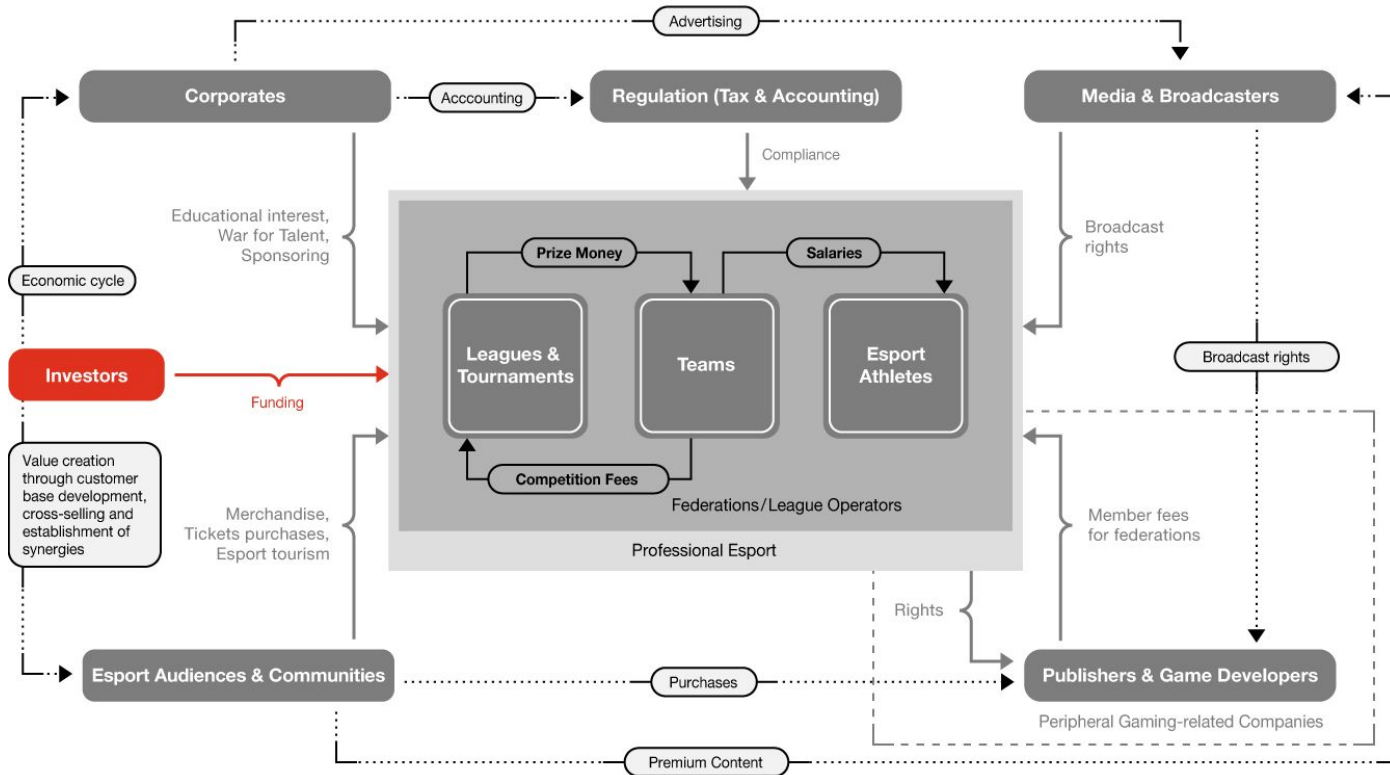 Advertising
Corporates
Acccounting
Regulation (Tax & Accounting)
Media & Broadcasters
Compliance
Educational interest,
War for Talent,
Sponsoring
Prize Money
Salaries
Broadcast
rights
Economic cycle
Leagues &
Tournaments
Teams
Esport
Athletes
Investors
Funding
Broadcast rights
Value creation
through customer
base development,
cross-selling and
establishment of
synergies
Competition Fees
Federations/League Operators
Merchandise,
Tickets purchases,
Esport tourism
Member fees
for federations
Professional Esport
Rights
Esport Audiences & Communities
Purchases
Publishers & Game Developers
Peripheral Gaming-related Companies
Premium Content